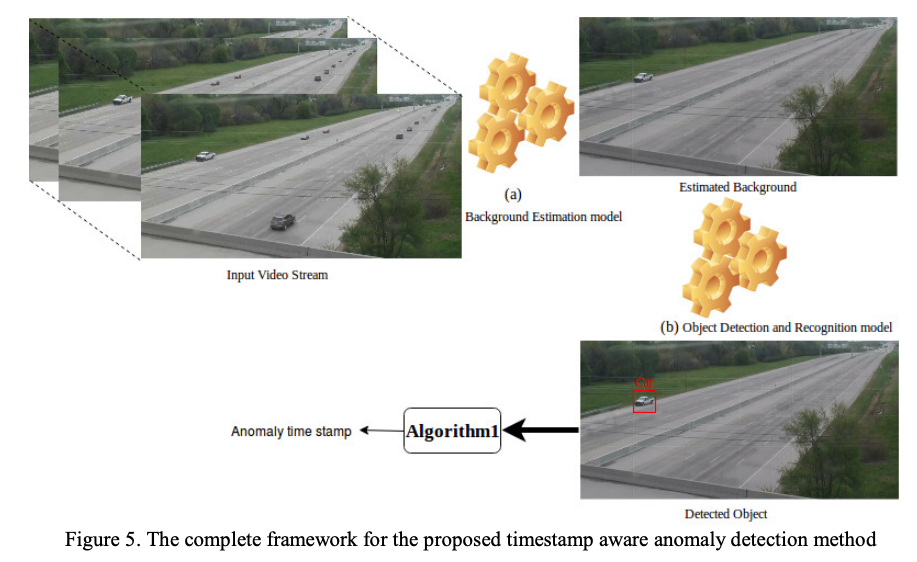 (a)
Background Estimation model
Estimated Background
Input Video Stream
(b) Object Detection and Recognition model
Car
Anomaly time stamp
Algorithm1
Detected Object
Figure 5. The complete framework for the proposed timestamp aware anomaly detection method